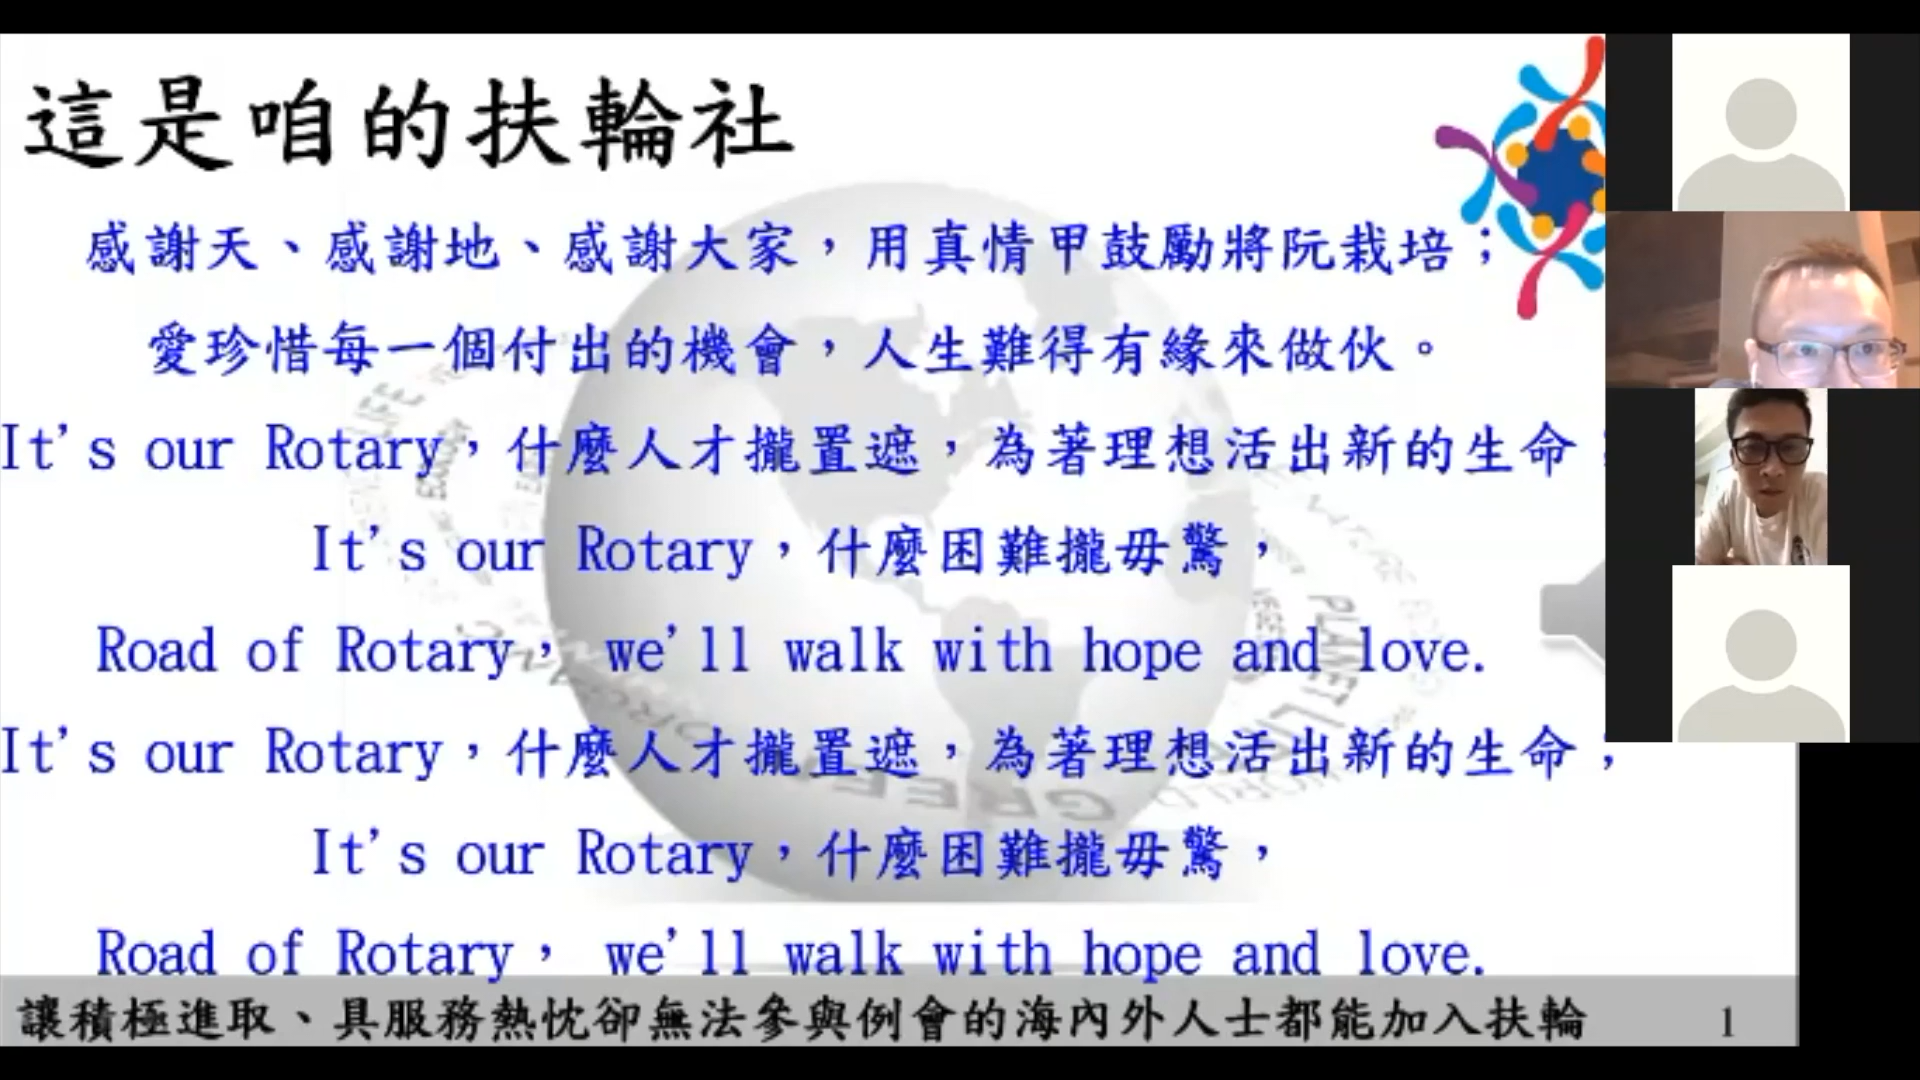 這是咱的扶輪社
感謝天、感謝地、感謝大家，用真情甲鼓勵將阮栽培；
愛珍惜每一個付出的機會，人生難得有緣來做伙。
It's our Rotary，什麼人才攏置遮，為著理想活出新的生命；
It's our Rotary，什麼困難攏毋驚，
Road of Rotary， we'll walk with hope and love.
It's our Rotary，什麼人才攏置遮，為著理想活出新的生命；
It's our Rotary，什麼困難攏毋驚，
Road of Rotary， we'll walk with hope and love.
讓積極進取、具服務熱忱卻無法參與例會的海內外人士都能加入扶輪 1
PLANET
GREEN
LIFE